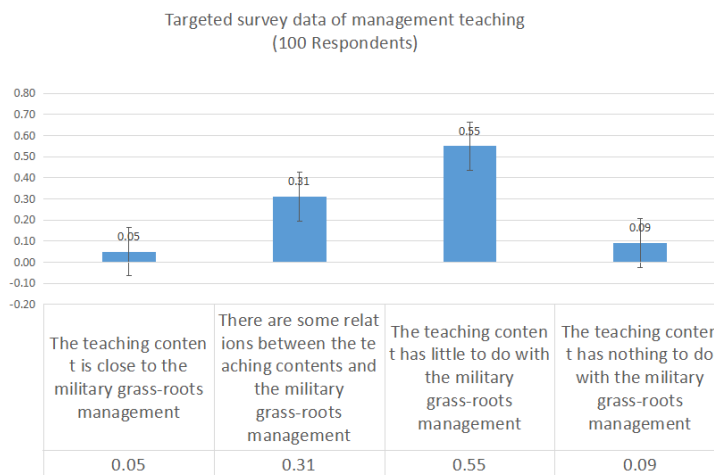 Targeted survey data of management teaching
(100 Respondents)
0.80
0.70
0.60
0.50
0.40
0.30
0.20
0.10
0.00
-0.10
-0.20
0.05
0.31
0.55
0.09
The teaching conten
t is close to the
military grass-roots
management
There are some relat
ions between the te
aching contents and
the military
grass-roots
management
The teaching conten
t has little to do with
the military
grass-roots
management
The teaching conten
t has nothing to do
with the military
grass-roots
management
0.05
0.31
0.55
0.09